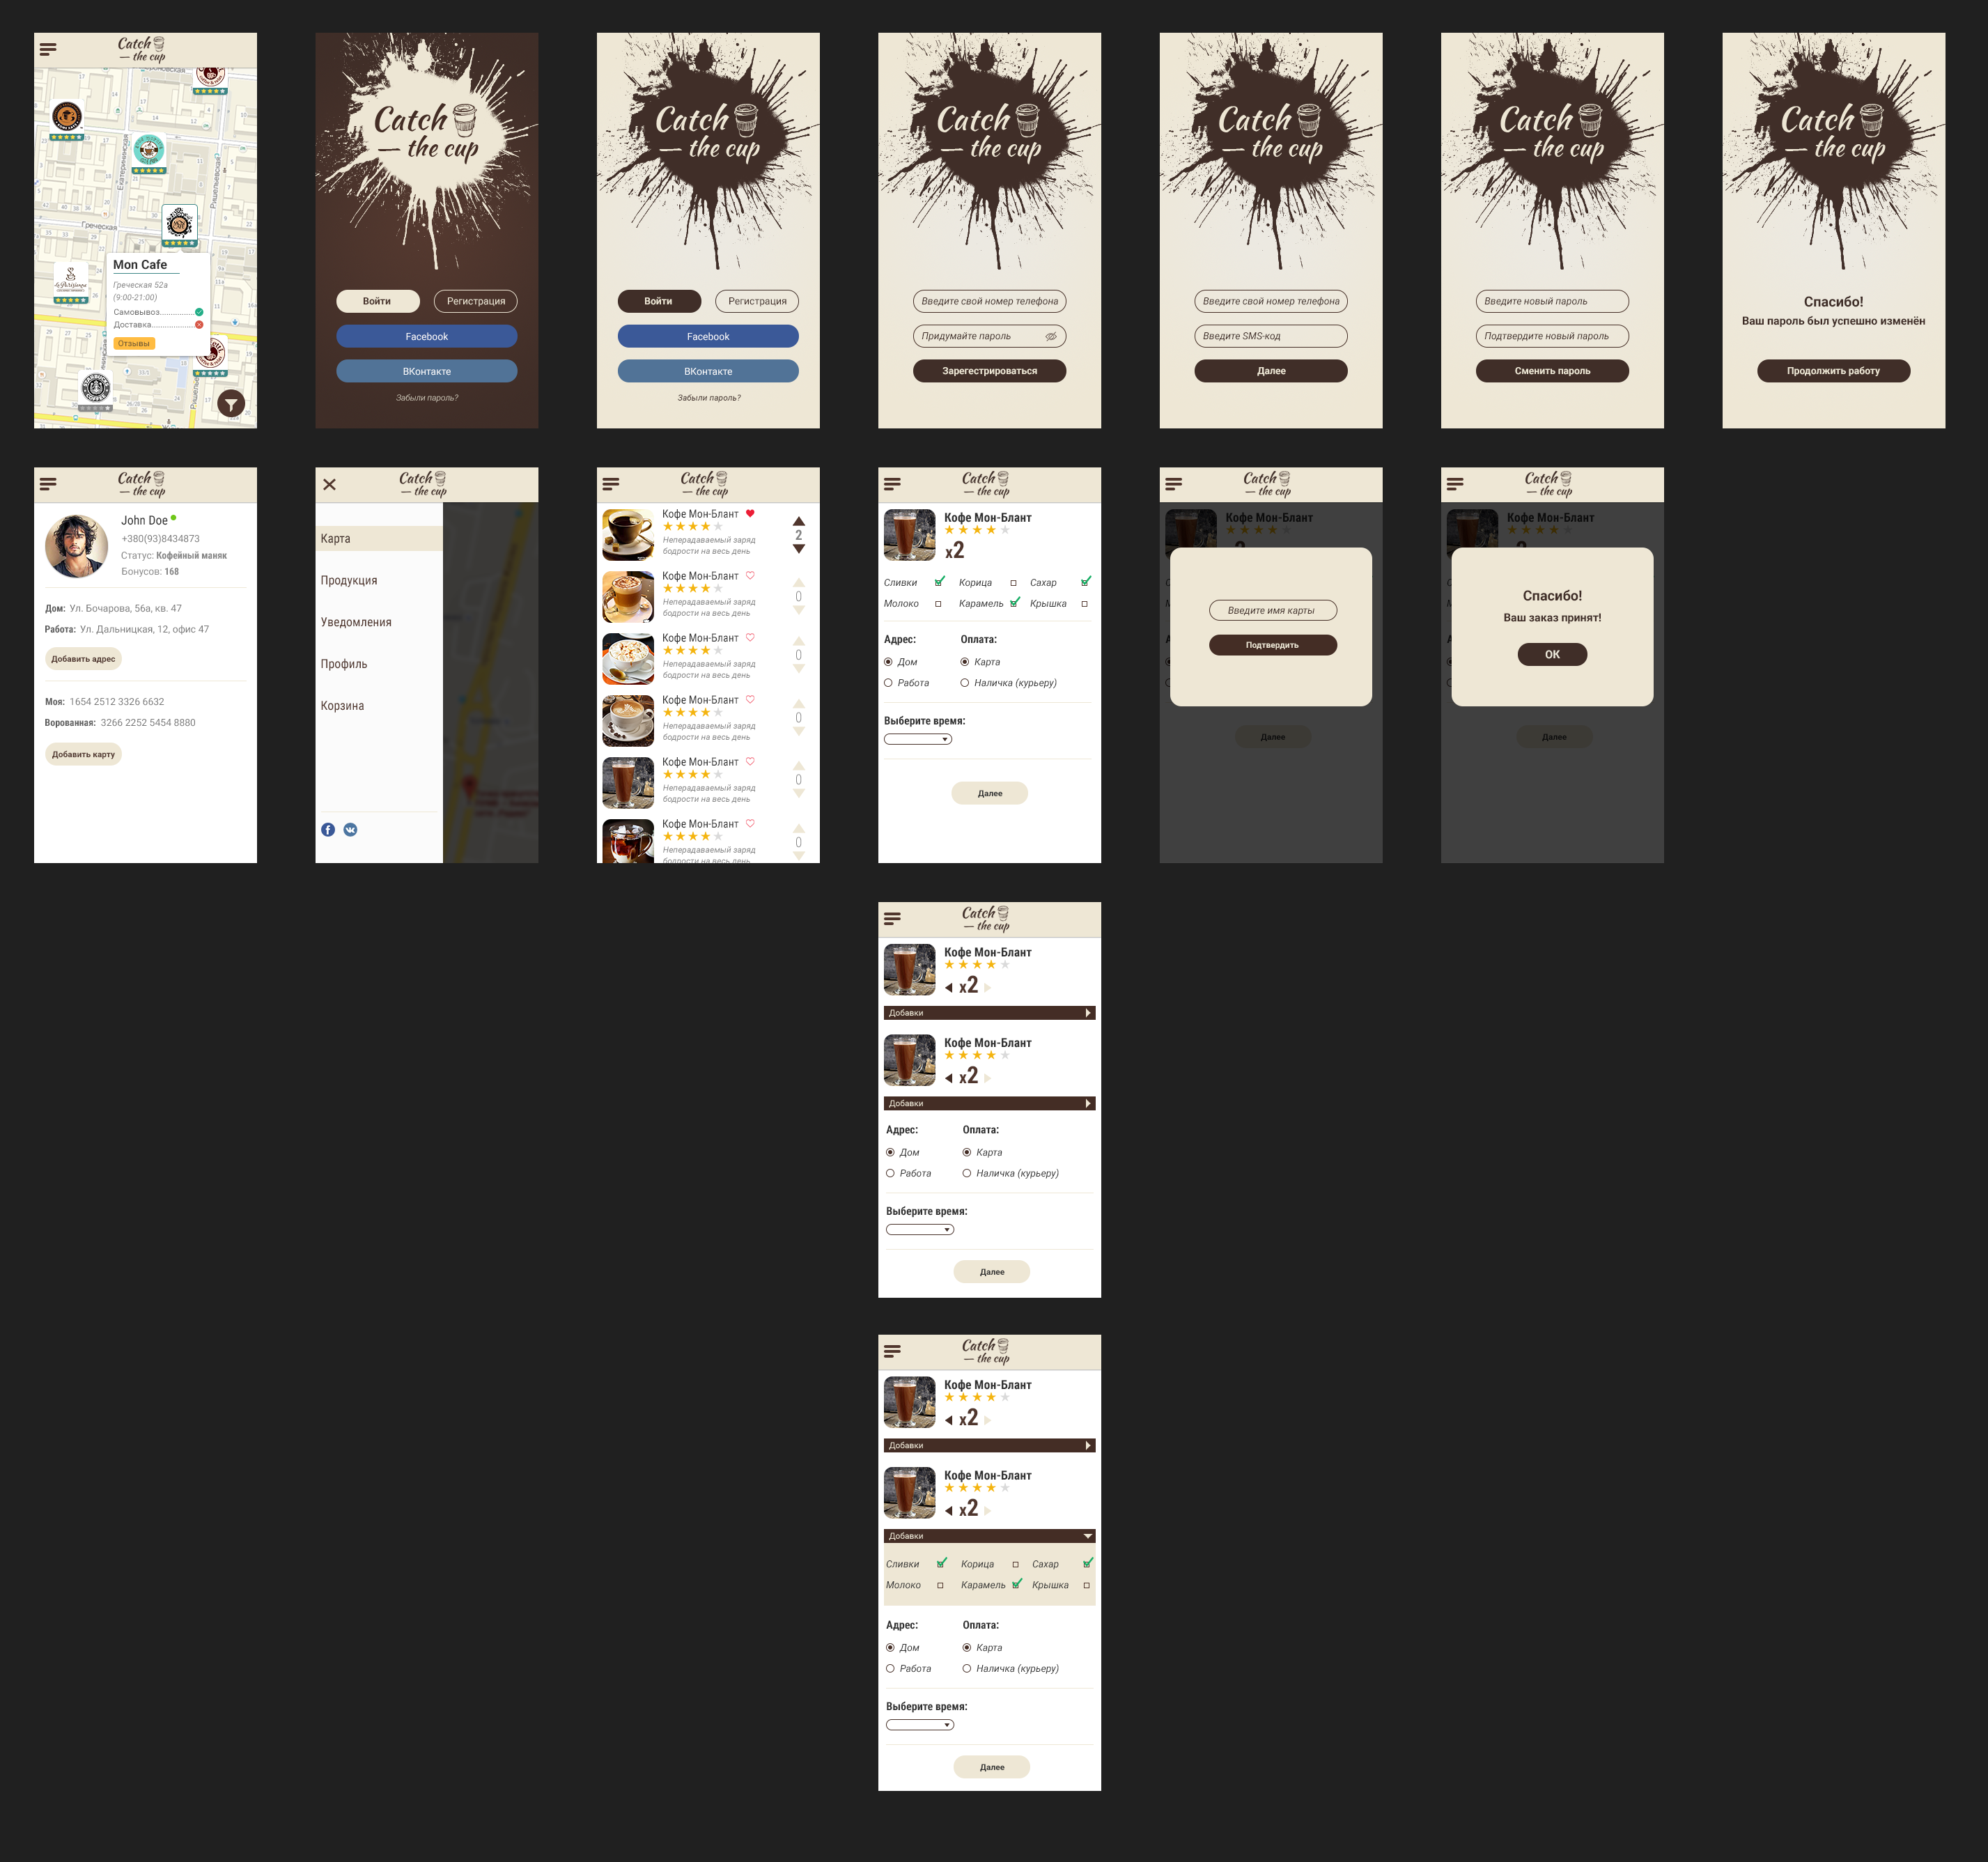 Catch
— the cup
Екатерининская
Ришельевская
Греческая
Mon Cafe
Греческая 52а
(9:00-21:00)
Самовывоз
Доставка
Отзывы
Catch
— the cup
Войти
Регистрация
Facebook
ВКонтакте
Забыли пароль?
Catch
— the cup
Войти
Регистрация
Facebook
ВКонтакте
Забыли пароль?
Catch
— the cup
Введите свой номер телефона
Придумайте пароль
Зарегестрироваться
Catch
— the cup
Введите свой номер телефона
Введите SMS-код
Далее
Catch
— the cup
Введите новый пароль
Подтвердите новый пароль
Сменить пароль
Catch
— the cup
Спасибо!
Ваш пароль был успешно изменён
Продолжить работу
Catch
— the cup
John Doe
+380(93)8434873
Статус: Кофейный маняк
Бонусов: 168
Дом: Ул. Бочарова, 56а, кв. 47
Работа: Ул. Дальницкая, 12, офис 47
Добавить адрес
Моя: 1654 2512 3326 6632
Ворованная: 3266 2252 5454 8880
Добавить карту
Catch
— the cup
Карта
Продукция
Уведомления
Профиль
Корзина
Catch
— the cup
Кофе Мон-Блант
Неперадаваемый заряд
бодрости на весь день
2
Кофе Мон-Блант
Неперадаваемый заряд
бодрости на весь день
0
Кофе Мон-Блант
Неперадаваемый заряд
бодрости на весь день
0
Кофе Мон-Блант
Неперадаваемый заряд
бодрости на весь день
0
Кофе Мон-Блант
Неперадаваемый заряд
бодрости на весь день
0
Кофе Мон-Блант
Неперадаваемый заряд
бодрости на весь день
0
Catch
— the cup
Кофе Мон-Блант
x2
Сливки Корица Сахар
Молоко Карамель Крышка
Адрес: Оплата:
Дом Карта
Работа Наличка (курьеру)
Выберите время:
Далее
Catch
— the cup
Кофе Мон-Блант
Введите имя карты
Подтвердить
Далее
Catch
— the cup
Кофе Мон-Блант
Спасибо!
Ваш заказ принят!
ОК
Далее
Catch
— the cup
Кофе Мон-Блант
x2
Добавки
Кофе Мон-Блант
x2
Добавки
Адрес: Оплата:
Дом Карта
Работа Наличка (курьеру)
Выберите время:
Далее
Catch
— the cup
Кофе Мон-Блант
x2
Добавки
Кофе Мон-Блант
x2
Добавки
Сливки Корица Сахар
Молоко Карамель Крышка
Адрес: Оплата:
Дом Карта
Работа Наличка (курьеру)
Выберите время:
Далее